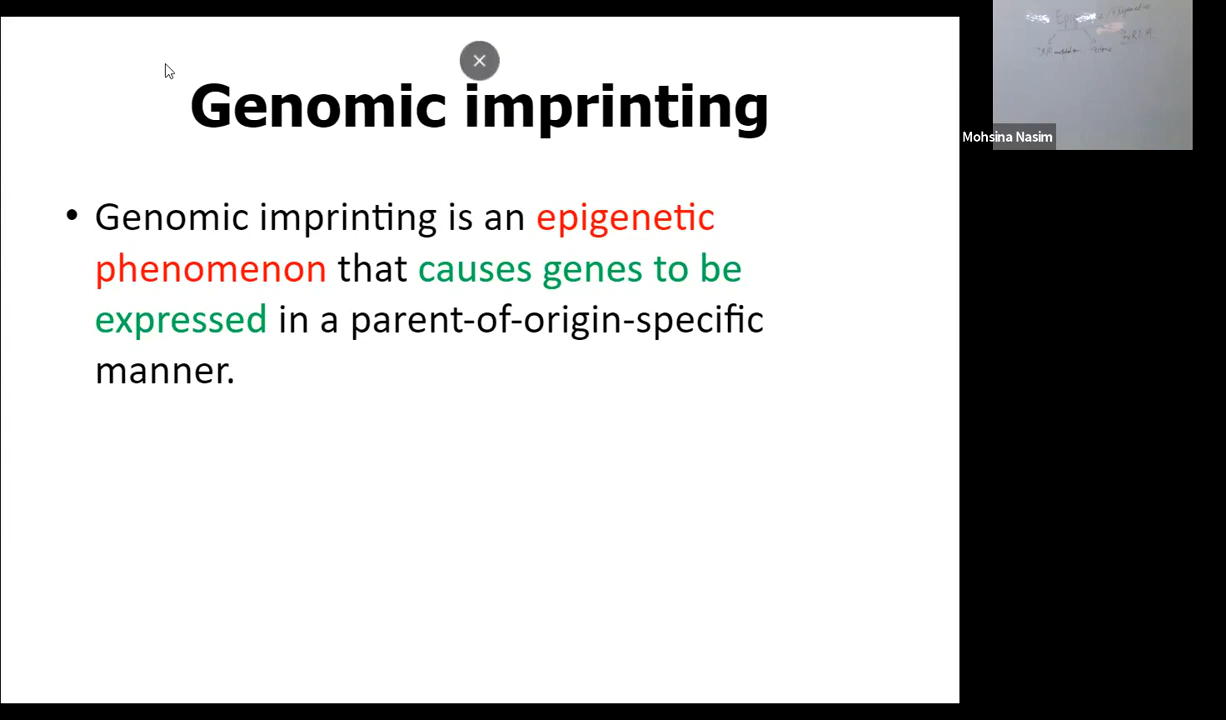 Genomic imprinting
• Genomic imprinting is an epigenetic
phenomenon that causes genes to be
expressed in a parent-of-origin-specific
manner.
Mohsina Nasim